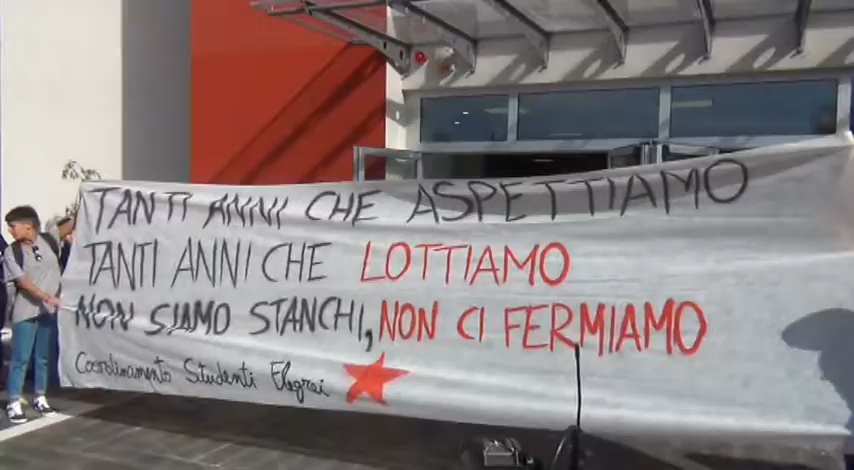 TANTI ANNI CHE ASPETTIAMO
TANTI ANNI CHE LOTTIAMO
NON SIAMO STANCHI, NON CI FERMIAMO
Coordinamento Studenti Flegrei